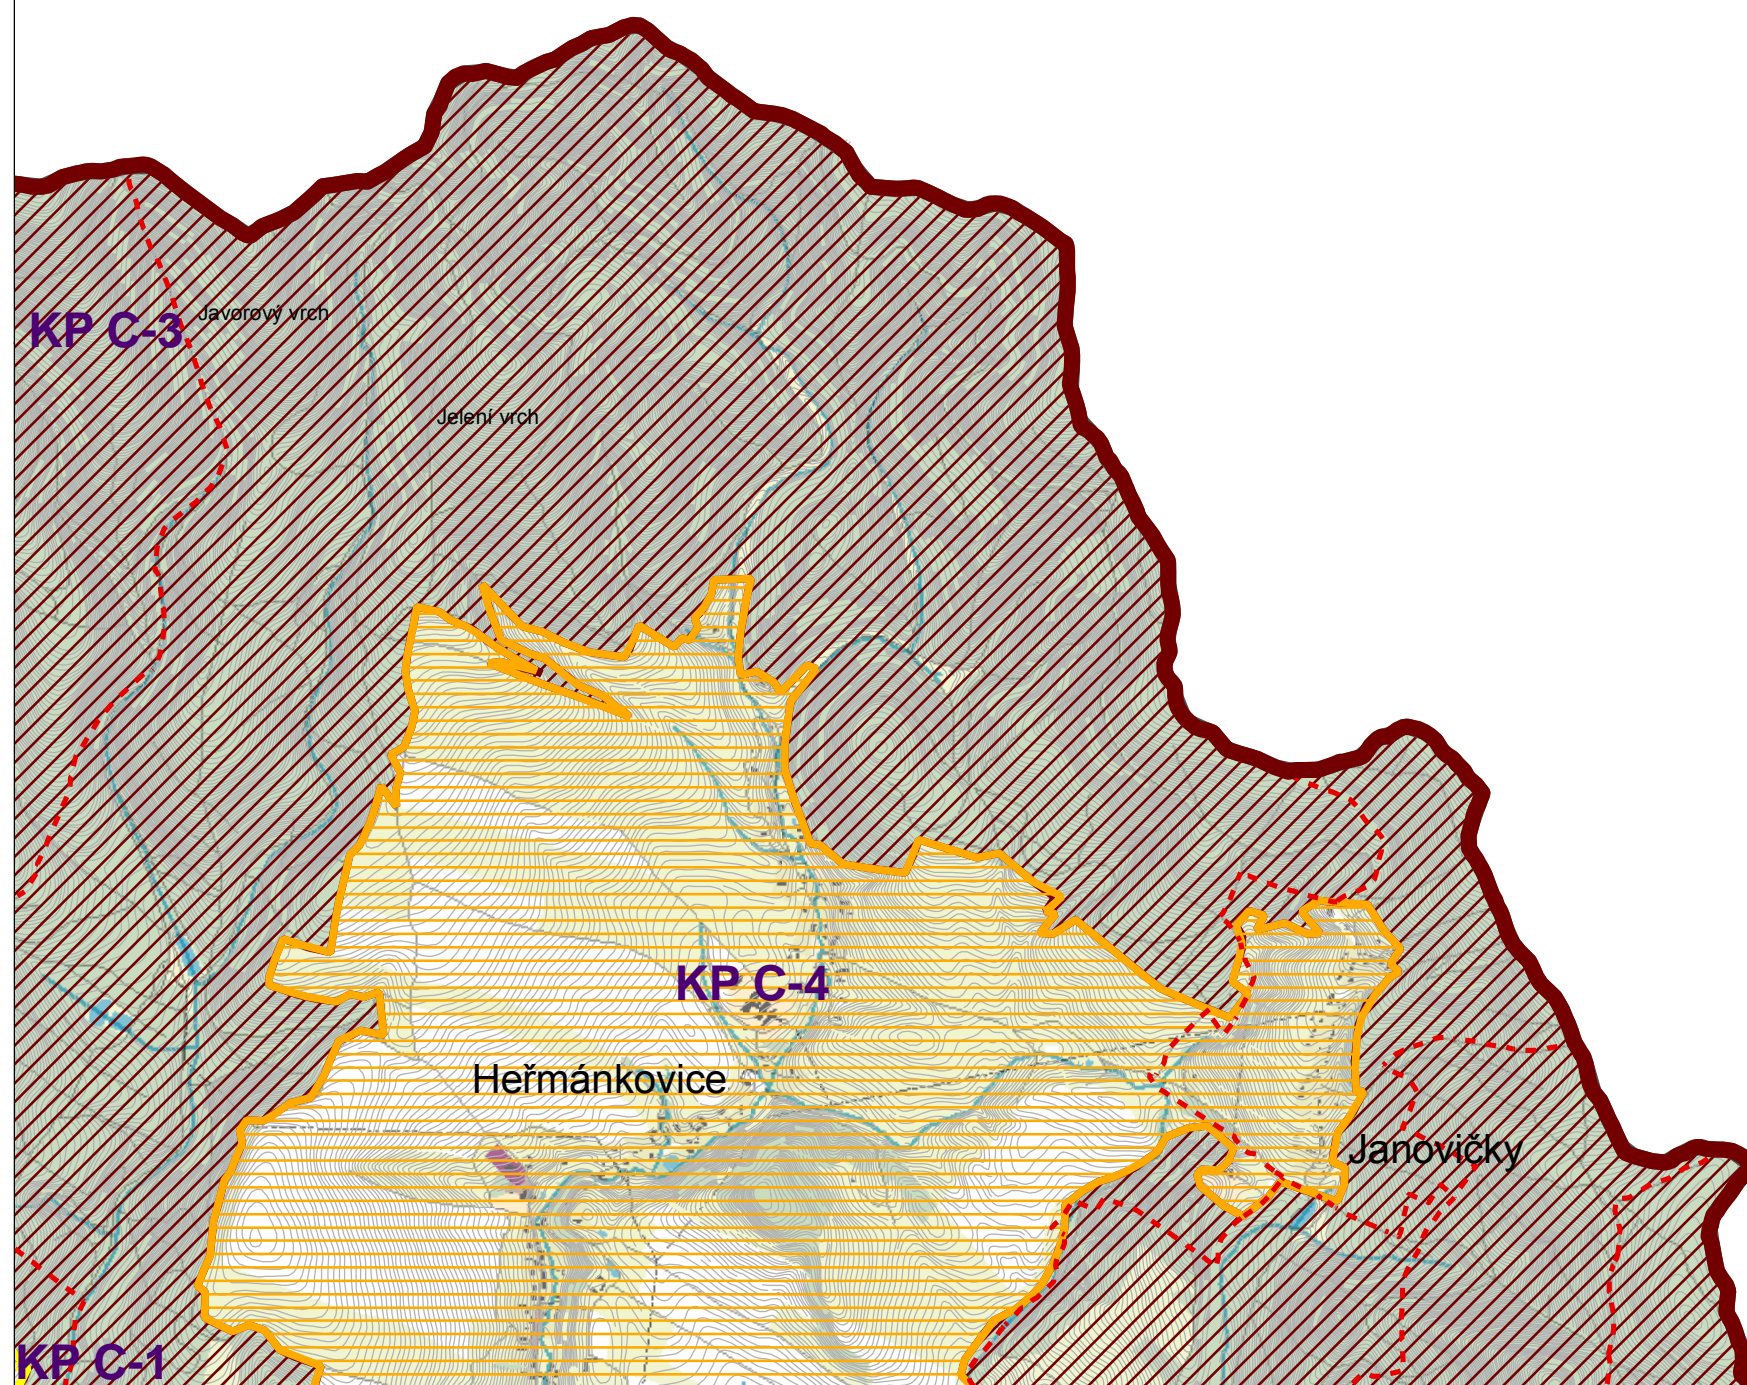 Javorový vrch
KP C-3
Jelení vrch
KP C-4
Heřmánkovice
Janovičky
KP C-1